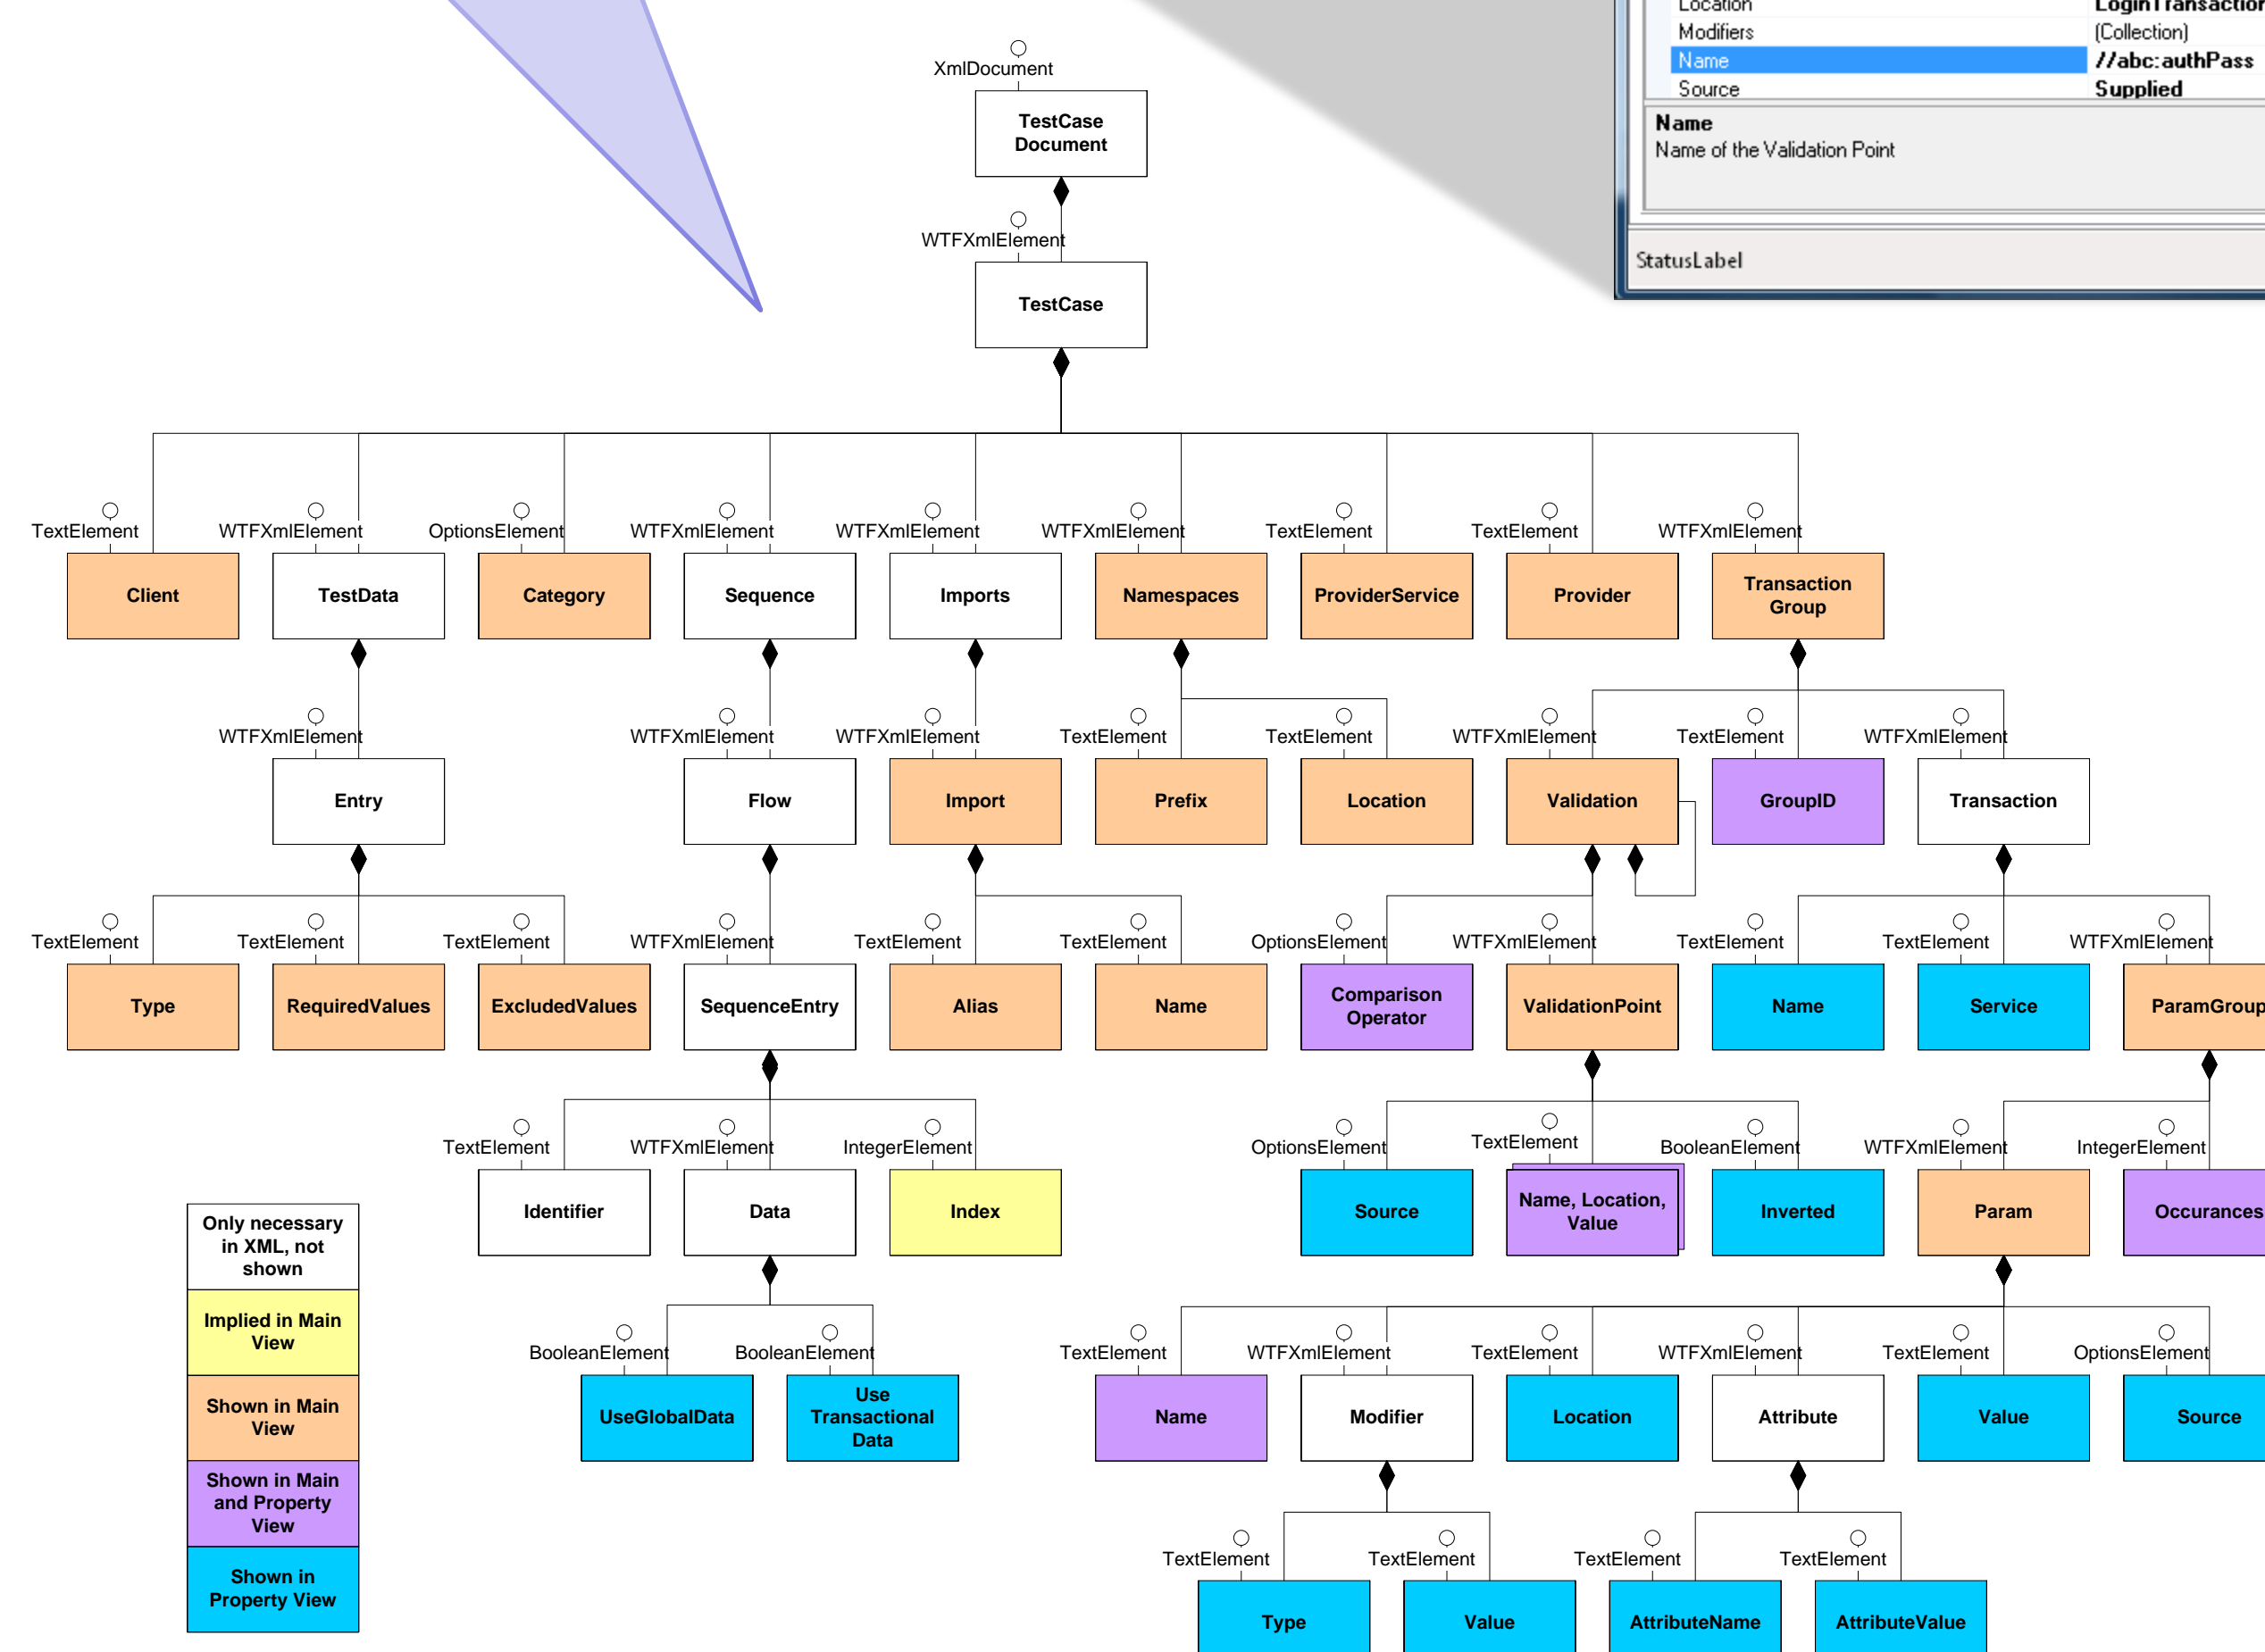 Location LoginTransaction
Modifiers (Collection)
Name //abc:authPass
Source Supplied
Name
Name of the Validation Point
StatusLabel
XmlDocument
TestCase
Document
WTFXmlElement
TestCase
TextElement WTFXmlElement OptionsElement WTFXmlElement WTFXmlElement WTFXmlElement TextElement TextElement WTFXmlElement
Client TestData Category Sequence Imports Namespaces ProviderService Provider Transaction
Group
WTFXmlElement WTFXmlElement WTFXmlElement TextElement TextElement WTFXmlElement TextElement WTFXmlElement
Entry Flow Import Prefix Location Validation GroupID Transaction
TextElement TextElement TextElement WTFXmlElement TextElement TextElement OptionsElement WTFXmlElement TextElement TextElement WTFXmlElement
Type RequiredValues ExcludedValues SequenceEntry Alias Name Comparison
Operator ValidationPoint Name Service ParamGroup
TextElement WTFXmlElement IntegerElement OptionsElement TextElement BooleanElement WTFXmlElement IntegerElement
Identifier Data Index Source Name, Location,
Value Inverted Param Occurances
BooleanElement BooleanElement TextElement WTFXmlElement TextElement WTFXmlElement TextElement OptionsElement
UseGlobalData Use
Transactional
Data Name Modifier Location Attribute Value Source
TextElement TextElement TextElement TextElement
Type Value AttributeName AttributeValue
Only necessary
in XML, not
shown
Implied in Main
View
Shown in Main
View
Shown in Main
and Property
View
Shown in
Property View